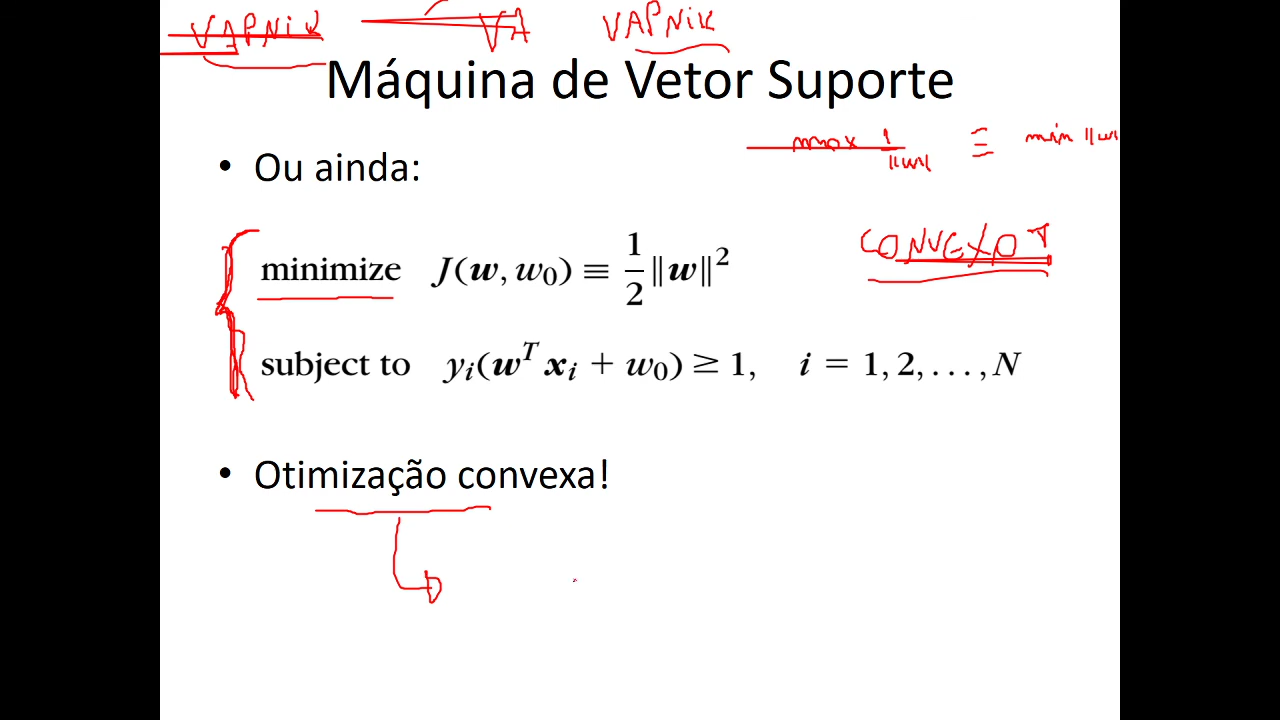 VAPNIK VA VAPNIK
Máquina de Vetor Suporte
max 1/||w|| ≡ min ||w
• Ou ainda:
CONVEXO
minimize J(w, w₀) ≡ 1/2 ||w||²
subject to yᵢ(wᵀxᵢ + w₀) ≥ 1, i = 1, 2, . . . , N
• Otimização convexa!